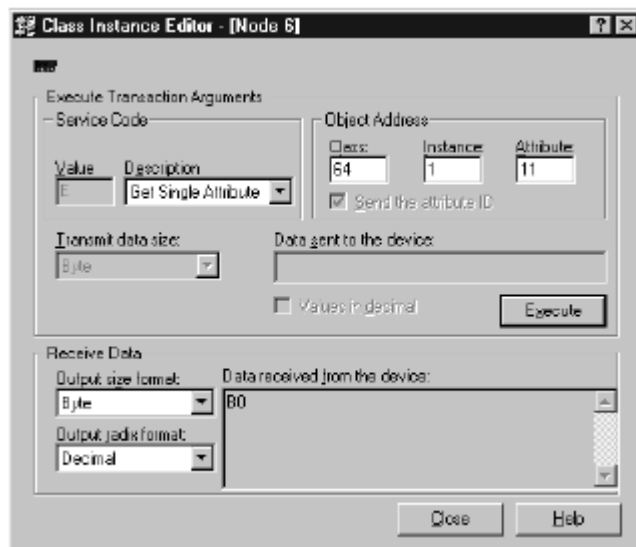 Class Instance Editor - [Node 6]
Execute Transaction Arguments
Service Code
Object Address
Value
Description
Class:
Instance:
Attribute:
E
Get Single Attribute
64
1
11
Send the attribute ID
Transmit data size:
Data sent to the device:
Byte
Values in decimal
Execute
Receive Data
Output size format:
Data received from the device:
Byte
B0
Output radix format:
Decimal
Close
Help